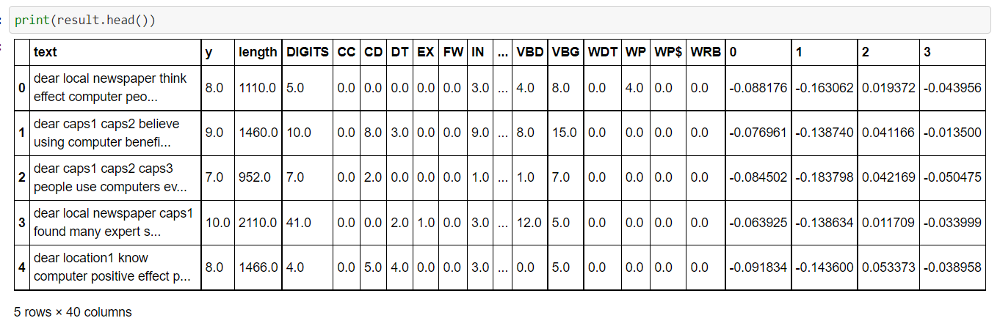 print(result.head())
text y length DIGITS CC CD DT EX FW IN ... VBD VBG WDT WP WP$ WRB 0 1 2 3
0 dear local newspaper think effect computer peo... 8.0 1110.0 5.0 0.0 0.0 0.0 0.0 0.0 3.0 ... 4.0 8.0 0.0 4.0 0.0 0.0 -0.088176 -0.163062 0.019372 -0.043956
1 dear caps1 caps2 believe using computer benefi... 9.0 1460.0 10.0 0.0 8.0 3.0 0.0 0.0 9.0 ... 8.0 15.0 0.0 0.0 0.0 0.0 -0.076961 -0.138740 0.041166 -0.013500
2 dear caps1 caps2 caps3 people use computers ev... 7.0 952.0 7.0 0.0 2.0 0.0 0.0 0.0 1.0 ... 1.0 7.0 0.0 0.0 0.0 0.0 -0.084502 -0.183798 0.042169 -0.050475
3 dear local newspaper caps1 found many expert s... 10.0 2110.0 41.0 0.0 0.0 2.0 1.0 0.0 3.0 ... 12.0 5.0 0.0 0.0 0.0 0.0 -0.063925 -0.138634 0.011709 -0.033999
4 dear location1 know computer positive effect p... 8.0 1466.0 4.0 0.0 5.0 4.0 0.0 0.0 3.0 ... 0.0 5.0 0.0 0.0 0.0 0.0 -0.091834 -0.143600 0.053373 -0.038958
5 rows × 40 columns